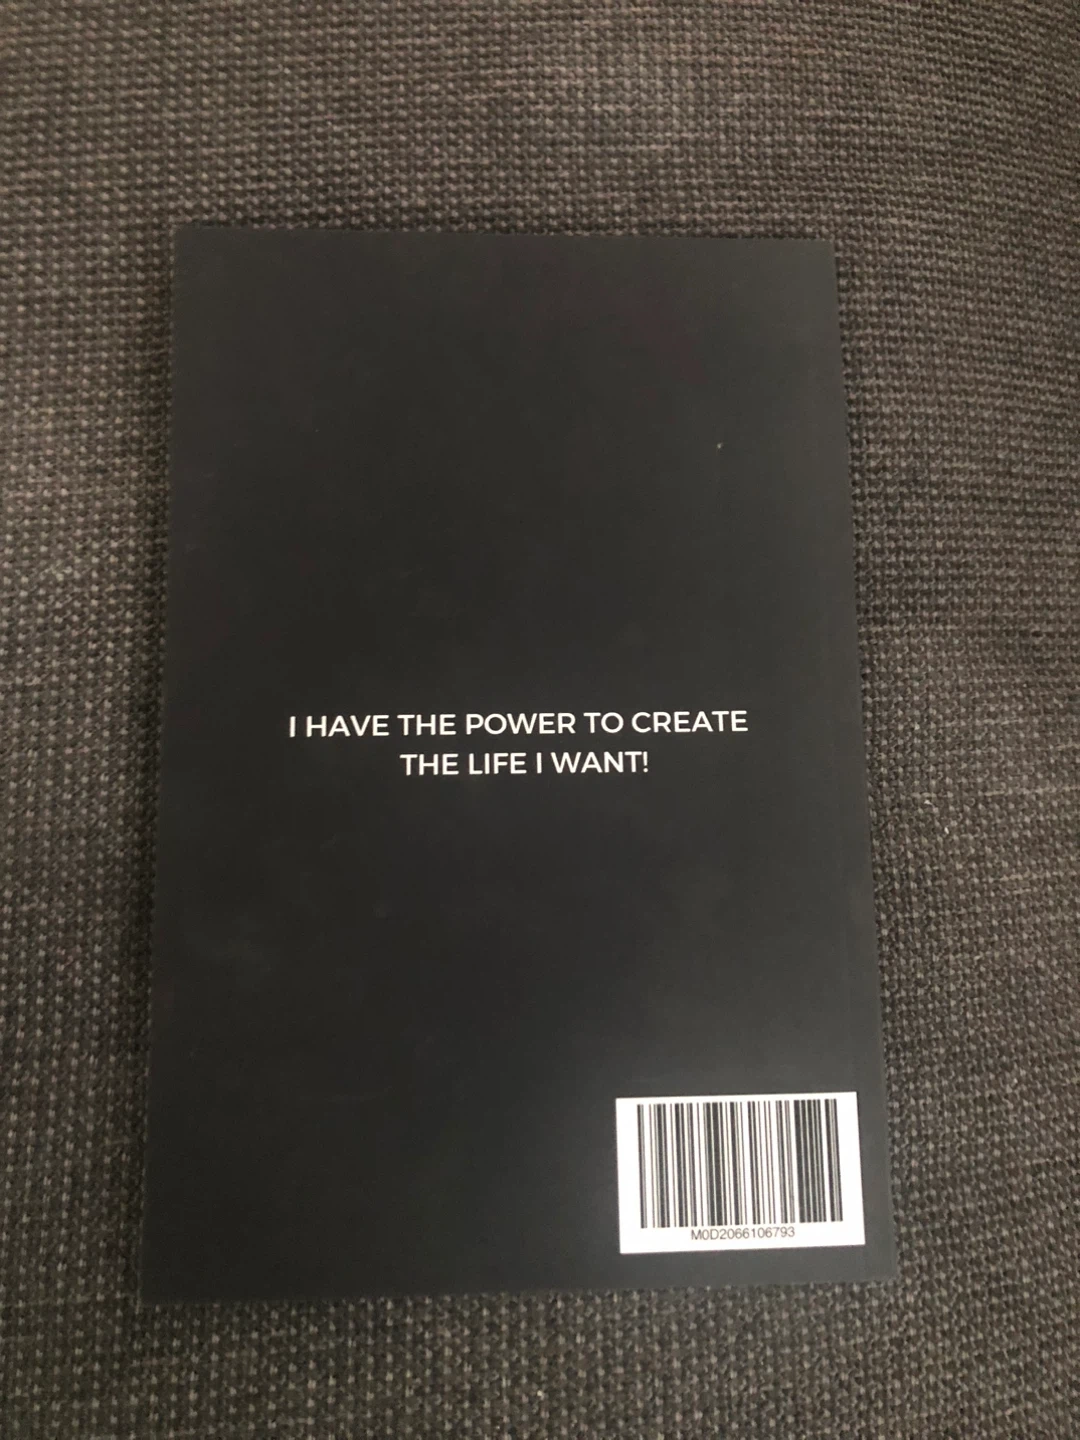 I HAVE THE POWER TO CREATE
THE LIFE I WANT!
M0D2066106793